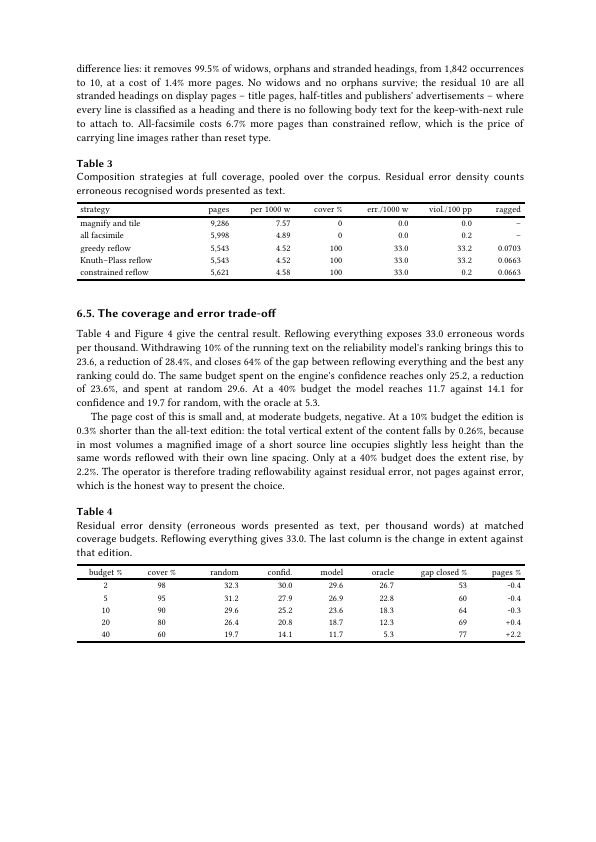 difference lies: it removes 99.5% of widows, orphans and stranded headings, from 1,842 occurrences
to 10, at a cost of 1.4% more pages. No widows and no orphans survive; the residual 10 are all
stranded headings on display pages – title pages, half-titles and publishers' advertisements – where
every line is classified as a heading and there is no following body text for the keep-with-next rule
to attach to. All-facsimile costs 6.7% more pages than constrained reflow, which is the price of
carrying line images rather than reset type.
Table 3
Composition strategies at full coverage, pooled over the corpus. Residual error density counts
erroneous recognised words presented as text.
strategy pages per 1000 w cover % err./1000 w viol./100 pp ragged
magnify and tile 9,286 7.57 0 0.0 0.0 –
all facsimile 5,998 4.89 0 0.0 0.2 –
greedy reflow 5,543 4.52 100 33.0 33.2 0.0703
Knuth–Plass reflow 5,543 4.52 100 33.0 33.2 0.0663
constrained reflow 5,621 4.58 100 33.0 0.2 0.0663
6.5. The coverage and error trade-off
Table 4 and Figure 4 give the central result. Reflowing everything exposes 33.0 erroneous words
per thousand. Withdrawing 10% of the running text on the reliability model's ranking brings this to
23.6, a reduction of 28.4%, and closes 64% of the gap between reflowing everything and the best any
ranking could do. The same budget spent on the engine's confidence reaches only 25.2, a reduction
of 23.6%, and spent at random 29.6. At a 40% budget the model reaches 11.7 against 14.1 for
confidence and 19.7 for random, with the oracle at 5.3.
The page cost of this is small and, at moderate budgets, negative. At a 10% budget the edition is
0.3% shorter than the all-text edition: the total vertical extent of the content falls by 0.26%, because
in most volumes a magnified image of a short source line occupies slightly less height than the
same words reflowed with their own line spacing. Only at a 40% budget does the extent rise, by
2.2%. The operator is therefore trading reflowability against residual error, not pages against error,
which is the honest way to present the choice.
Table 4
Residual error density (erroneous words presented as text, per thousand words) at matched
coverage budgets. Reflowing everything gives 33.0. The last column is the change in extent against
that edition.
budget % cover % random confid. model oracle gap closed % pages %
2 98 32.3 30.0 29.6 26.7 53 -0.4
5 95 31.2 27.9 26.9 22.8 60 -0.4
10 90 29.6 25.2 23.6 18.3 64 -0.3
20 80 26.4 20.8 18.7 12.3 69 +0.4
40 60 19.7 14.1 11.7 5.3 77 +2.2